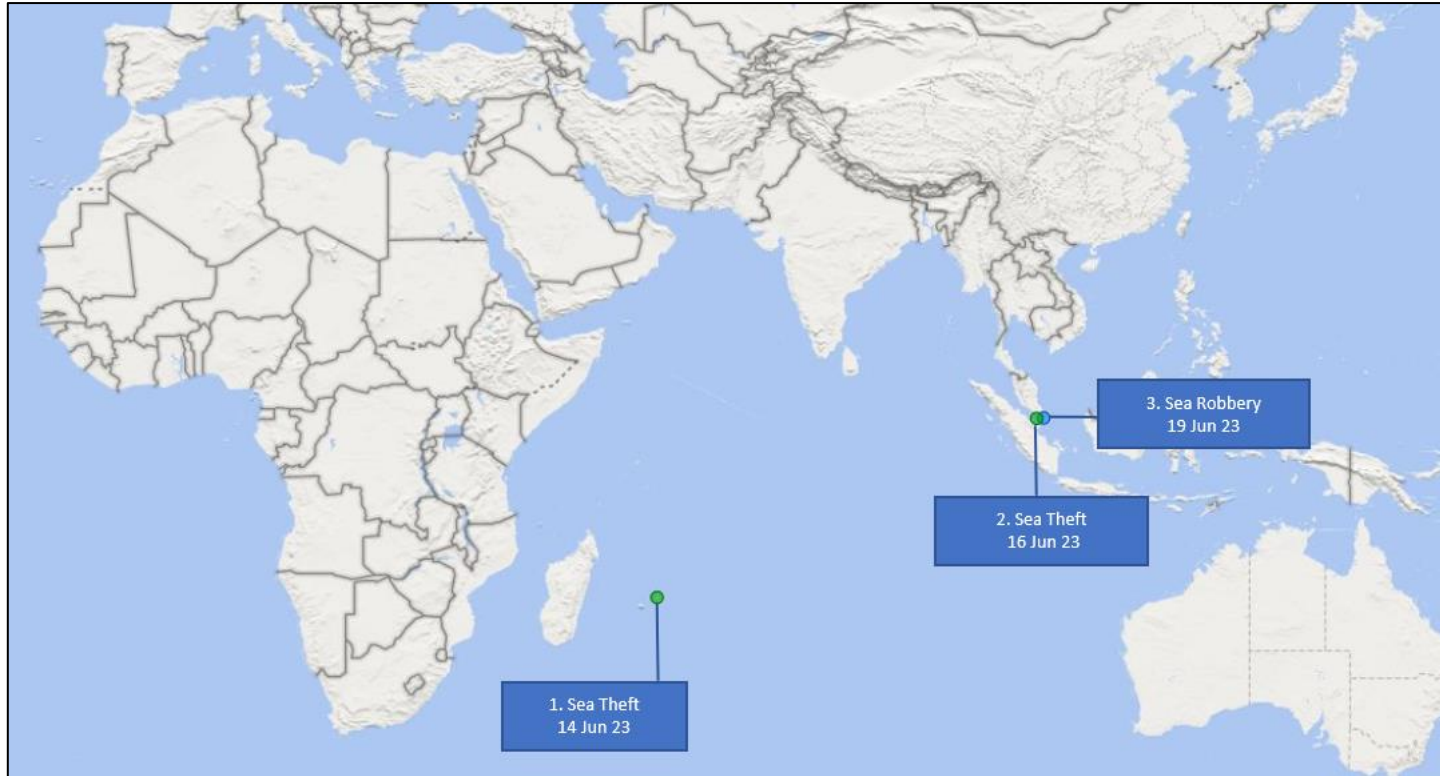 1. Sea Theft
14 Jun 23
2. Sea Theft
16 Jun 23
3. Sea Robbery
19 Jun 23